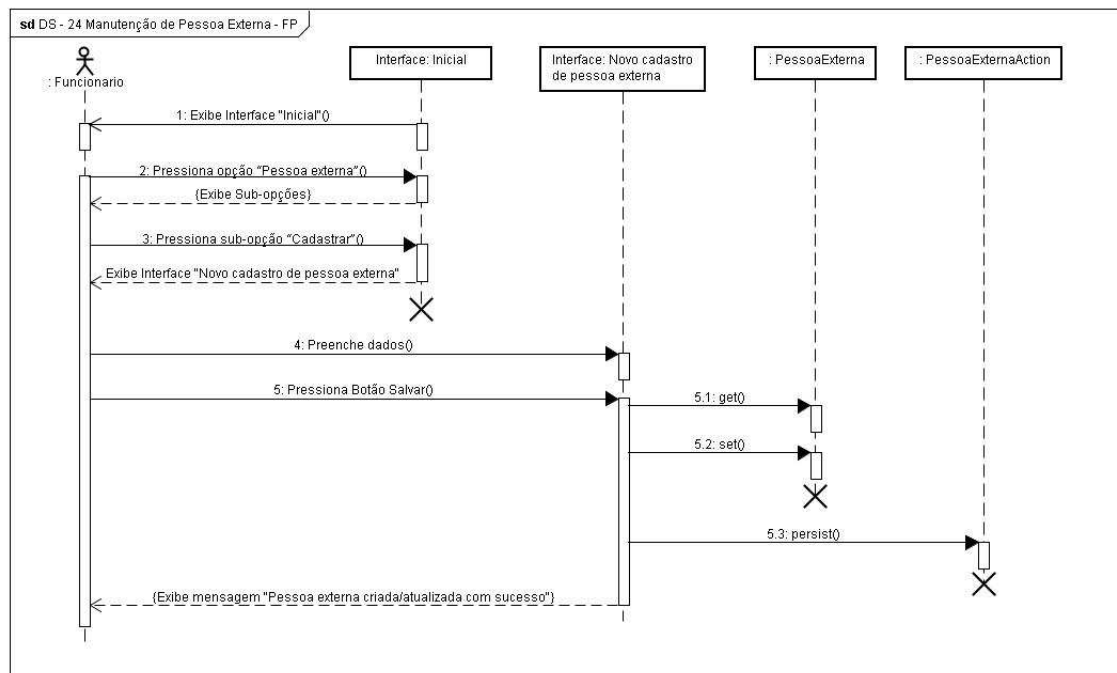 sd DS - 24 Manutenção de Pessoa Externa - FP
: Funcionario
Interface: Inicial
Interface: Novo cadastro
de pessoa externa
: PessoaExterna
: PessoaExternaAction
1: Exibe Interface "Inicial"()
2: Pressiona opção "Pessoa externa"()
{Exibe Sub-opções}
3: Pressiona sub-opção "Cadastrar"()
Exibe Interface "Novo cadastro de pessoa externa"
4: Preenche dados()
5: Pressiona Botão Salvar()
5.1: get()
5.2: set()
5.3: persist()
{Exibe mensagem "Pessoa externa criada/atualizada com sucesso"}